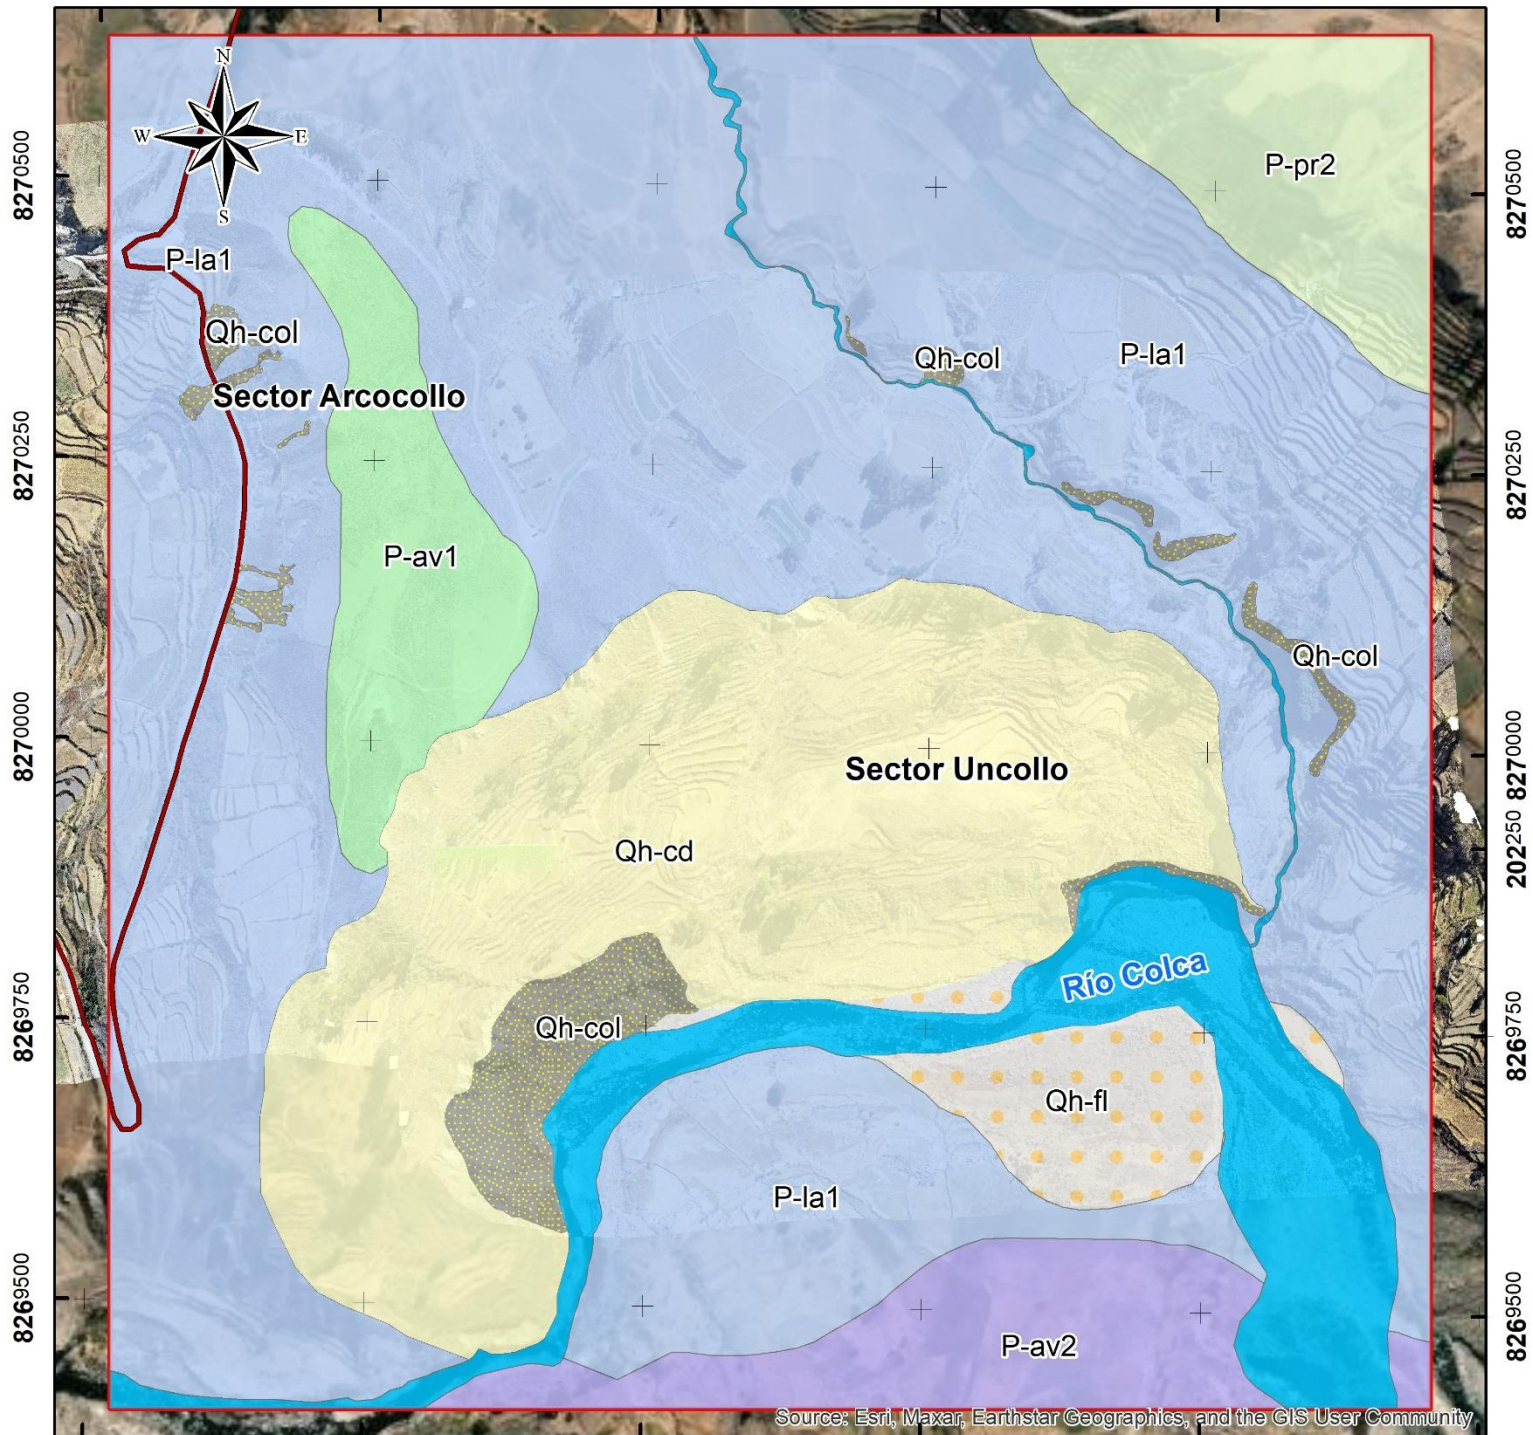 N
W E
S
8270500
8270500
P-pr2
P-la1
Qh-col
Qh-col
P-la1
Sector Arcocollo
8270250
8270250
P-av1
Qh-col
8270000
8270000
Sector Uncollo
Qh-cd
202250
Río Colca
8269750
8269750
Qh-col
Qh-fl
P-la1
8269500
8269500
P-av2
Source: Esri, Maxar, Earthstar Geographics, and the GIS User Community